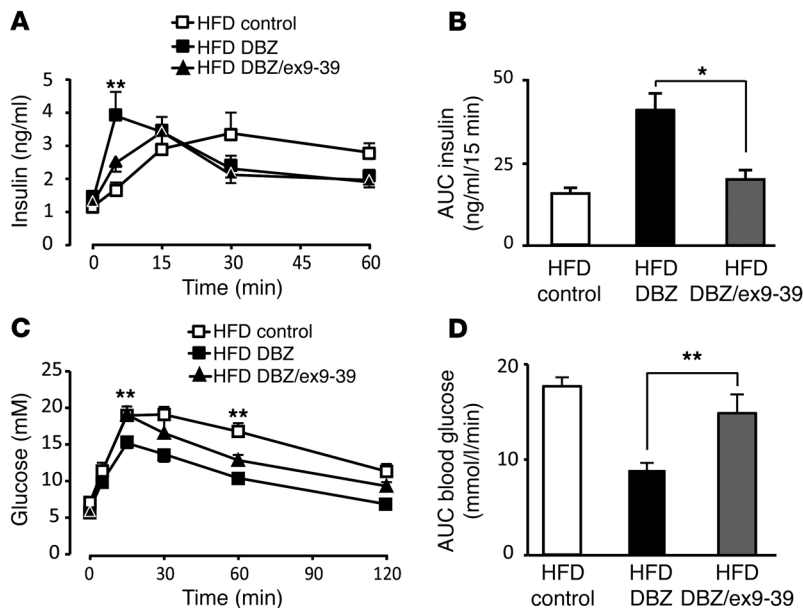 A
HFD control
HFD DBZ
HFD DBZ/ex9-39
Insulin (ng/ml)
5
4
3
2
1
0
**
0 15 30 45 60
Time (min)
B
AUC insulin
(ng/ml/15 min)
50
25
0
*
HFD HFD HFD
control DBZ DBZ/ex9-39
C
HFD control
HFD DBZ
HFD DBZ/ex9-39
Glucose (mM)
25
20
15
10
5
0
**
**
0 30 60 90 120
Time (min)
D
AUC blood glucose
(mmol/l/min)
20
10
0
**
HFD HFD HFD
control DBZ DBZ/ex9-39